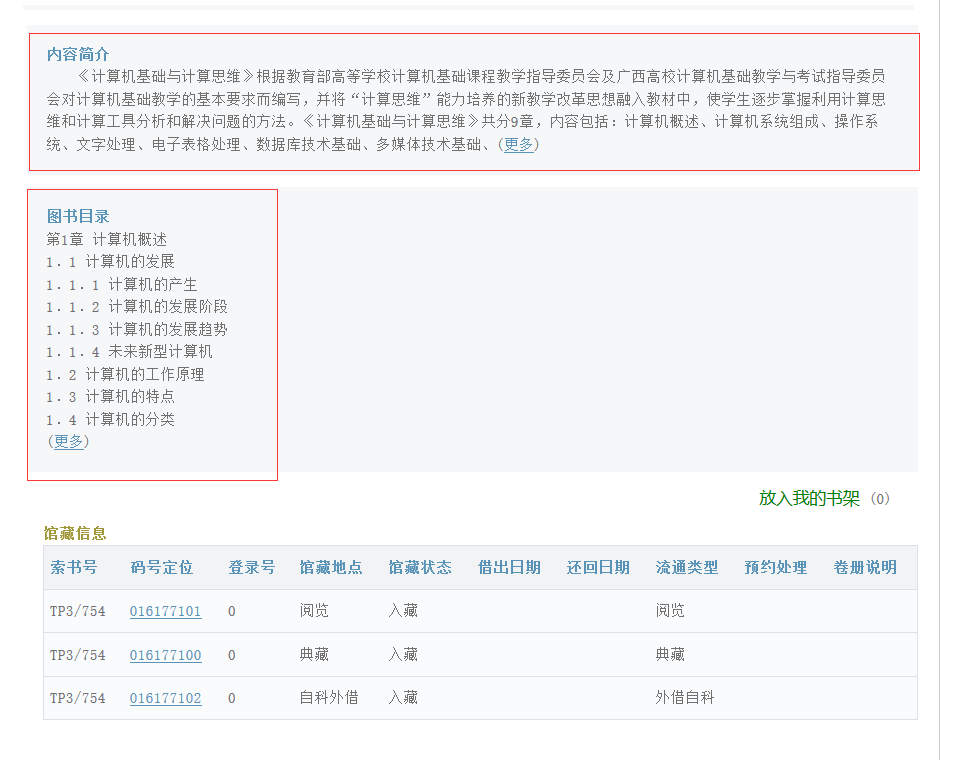 内容简介
《计算机基础与计算思维》根据教育部高等学校计算机基础课程教学指导委员会及广西高校计算机基础教学与考试指导委员
会对计算机基础教学的基本要求而编写，并将“计算思维”能力培养的新教学改革思想融入教材中，使学生逐步掌握利用计算思
维和计算工具分析和解决问题的方法。《计算机基础与计算思维》共分9章，内容包括：计算机概述、计算机系统组成、操作系
统、文字处理、电子表格处理、数据库技术基础、多媒体技术基础、(更多)
图书目录
第1章 计算机概述
1．1 计算机的发展
1．1．1 计算机的产生
1．1．2 计算机的发展阶段
1．1．3 计算机的发展趋势
1．1．4 未来新型计算机
1．2 计算机的工作原理
1．3 计算机的特点
1．4 计算机的分类
(更多)
放入我的书架 （0）
馆藏信息
索书号 码号定位 登录号 馆藏地点 馆藏状态 借出日期 还回日期 流通类型 预约处理 卷册说明
TP3/754 016177101 0 阅览 入藏 阅览
TP3/754 016177100 0 典藏 入藏 典藏
TP3/754 016177102 0 自科外借 入藏 外借自科